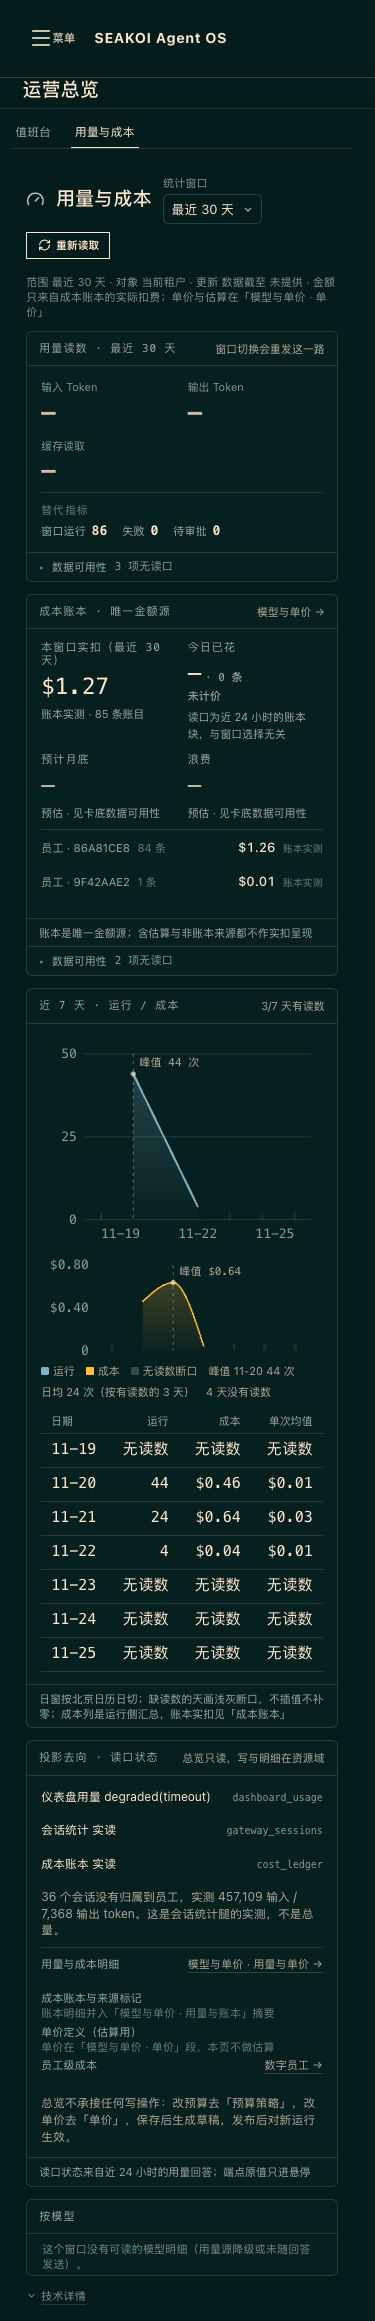 菜单 SEAKOI Agent OS
运营总览
值班台 用量与成本
用量与成本
统计窗口
最近 30 天
重新读取
范围 最近 30 天 · 对象 当前租户 · 更新 数据截至 未提供 · 金额
只来自成本账本的实际扣费；单价与估算在「模型与单价 · 单
价」
用量读数 · 最近 30 天 窗口切换会重发这一路
输入 Token 输出 Token
— —
缓存读取
—
替代指标
窗口运行 86 失败 0 待审批 0
数据可用性 3 项无读口
成本账本 · 唯一金额源 模型与单价 →
本窗口实扣（最近 30
天）
$1.27
账本实测 · 85 条账目
今日已花
— · 0 条
未计价
读口为近 24 小时的账本
块，与窗口选择无关
预计月底 浪费
— —
预估 · 见卡底数据可用性 预估 · 见卡底数据可用性
员工 · 86A81CE8 84 条 $1.26 账本实测
员工 · 9F42AAE2 1 条 $0.01 账本实测
账本是唯一金额源；含估算与非账本来源都不作实扣呈现
数据可用性 2 项无读口
近 7 天 · 运行 / 成本 3/7 天有读数
50
峰值 44 次
25
0
11-19 11-22 11-25
$0.80
峰值 $0.64
$0.40
0
运行 成本 无读数断口 峰值 11-20 44 次
日均 24 次（按有读数的 3 天） 4 天没有读数
日期 运行 成本 单次均值
11-19 无读数 无读数 无读数
11-20 44 $0.46 $0.01
11-21 24 $0.64 $0.03
11-22 4 $0.04 $0.01
11-23 无读数 无读数 无读数
11-24 无读数 无读数 无读数
11-25 无读数 无读数 无读数
日窗按北京日历日切；缺读数的天画浅灰断口，不插值不补
零；成本列是运行侧汇总，账本实扣见「成本账本」
投影去向 · 读口状态 总览只读，写与明细在资源域
仪表盘用量 degraded(timeout) dashboard_usage
会话统计 实读 gateway_sessions
成本账本 实读 cost_ledger
36 个会话没有归属到员工，实测 457,109 输入 /
7,368 输出 token。这是会话统计腿的实测，不是总
量。
用量与成本明细 模型与单价 · 用量与单价 →
成本账本与来源标记
账本明细并入「模型与单价 · 用量与账本」摘要
单价定义（估算用）
单价在「模型与单价 · 单价」段，本页不做估算
员工级成本 数字员工 →
总览不承接任何写操作：改预算去「预算策略」，改
单价去「单价」，保存后生成草稿，发布后对新运行
生效。
读口状态来自近 24 小时的用量回答；端点原值只进悬停
按模型
这个窗口没有可读的模型明细（用量源降级或未随回答
发送）。
技术详情